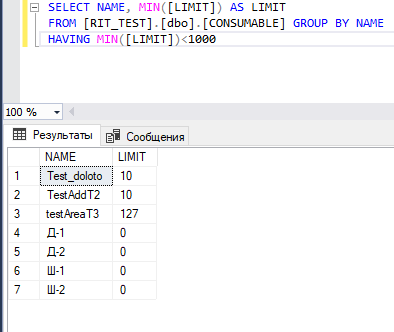 SELECT NAME, MIN([LIMIT]) AS LIMIT
FROM [RIT_TEST].[dbo].[CONSUMABLE] GROUP BY NAME
HAVING MIN([LIMIT])<1000
100 %
Результаты Сообщения
NAME LIMIT
1 Test_doloto 10
2 TestAddT2 10
3 testAreaT3 127
4 Д-1 0
5 Д-2 0
6 Ш-1 0
7 Ш-2 0